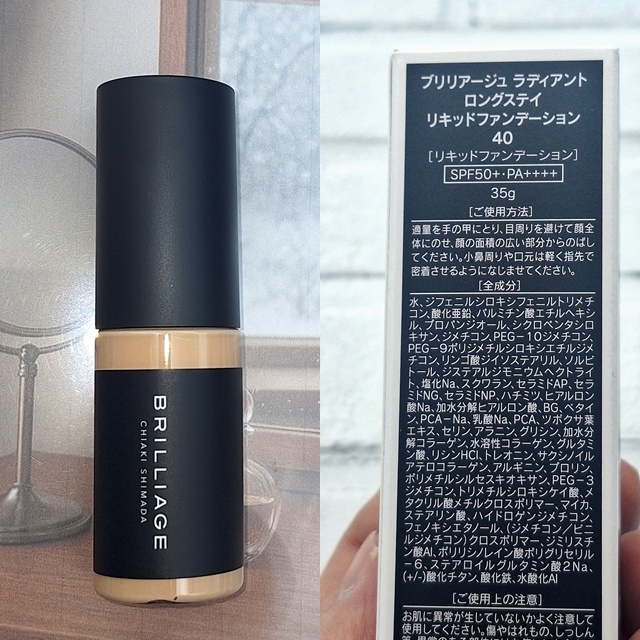 BRILLIAGE
CHIAKI SHIMADA
ブリリアージュ ラディアント
ロングステイ
リキッドファンデーション
40
[リキッドファンデーション]
SPF50+・PA++++
35g
[ご使用方法]
適量を手の甲にとり、目周りを避けて顔全
体にのせ、顔の面積の広い部分からのばし
てください。小鼻周りや口元は軽く指先で
密着させるようになじませてください。
[全成分]
水、ジフェニルシロキシフェニルトリメチ
コン、酸化亜鉛、パルミチン酸エチルヘキシ
ル、プロパンジオール、シクロペンタシロ
キサン、ジメチコン、PEG-10ジメチコン、
PEG-9ポリジメチルシロキシエチルジメ
チコン、リンゴ酸ジイソステアリル、ソルビ
トール、ジステアルジモニウムヘクトライ
ト、塩化Na、スクワラン、セラミドAP、セラ
ミドNG、セラミドNP、ハチミツ、ヒアルロン
酸Na、加水分解ヒアルロン酸、BG、ベタイ
ン、PCA-Na、乳酸Na、PCA、ツボクサ葉
エキス、セリン、アラニン、グリシン、加水分
解コラーゲン、水溶性コラーゲン、グルタミ
ン酸、リシンHCl、トレオニン、サクシノイル
アテロコラーゲン、アルギニン、プロリン、
ポリメチルシルセスキオキサン、PEG-3
ジメチコン、トリメチルシロキシケイ酸、メ
タクリル酸メチルクロスポリマー、マイカ、
ステアリン酸、ハイドロゲンジメチコン、
フェノキシエタノール、(ジメチコン/ビニ
ルジメチコン)クロスポリマー、ジミリスチ
ン酸Al、ポリリシノレイン酸ポリグリセリル
-6、ステアロイルグルタミン酸2Na、
(+/-)酸化チタン、酸化鉄、水酸化Al
[ご使用上の注意]
お肌に異常が生じていないかよく注意して
使用してください。傷やはれもの、しっしん